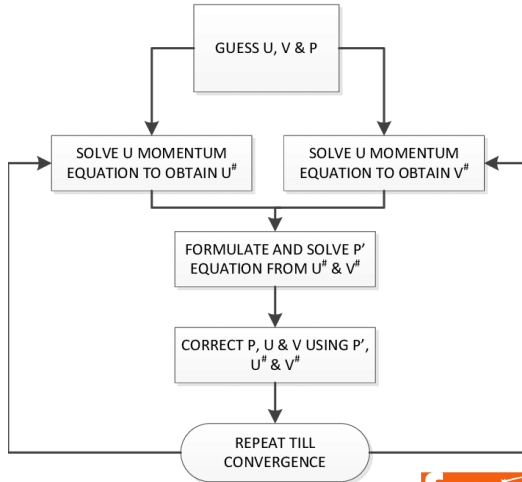 GUESS U, V & P
SOLVE U MOMENTUM
EQUATION TO OBTAIN U#
SOLVE U MOMENTUM
EQUATION TO OBTAIN V#
FORMULATE AND SOLVE P'
EQUATION FROM U# & V#
CORRECT P, U & V USING P',
U# & V#
REPEAT TILL
CONVERGENCE